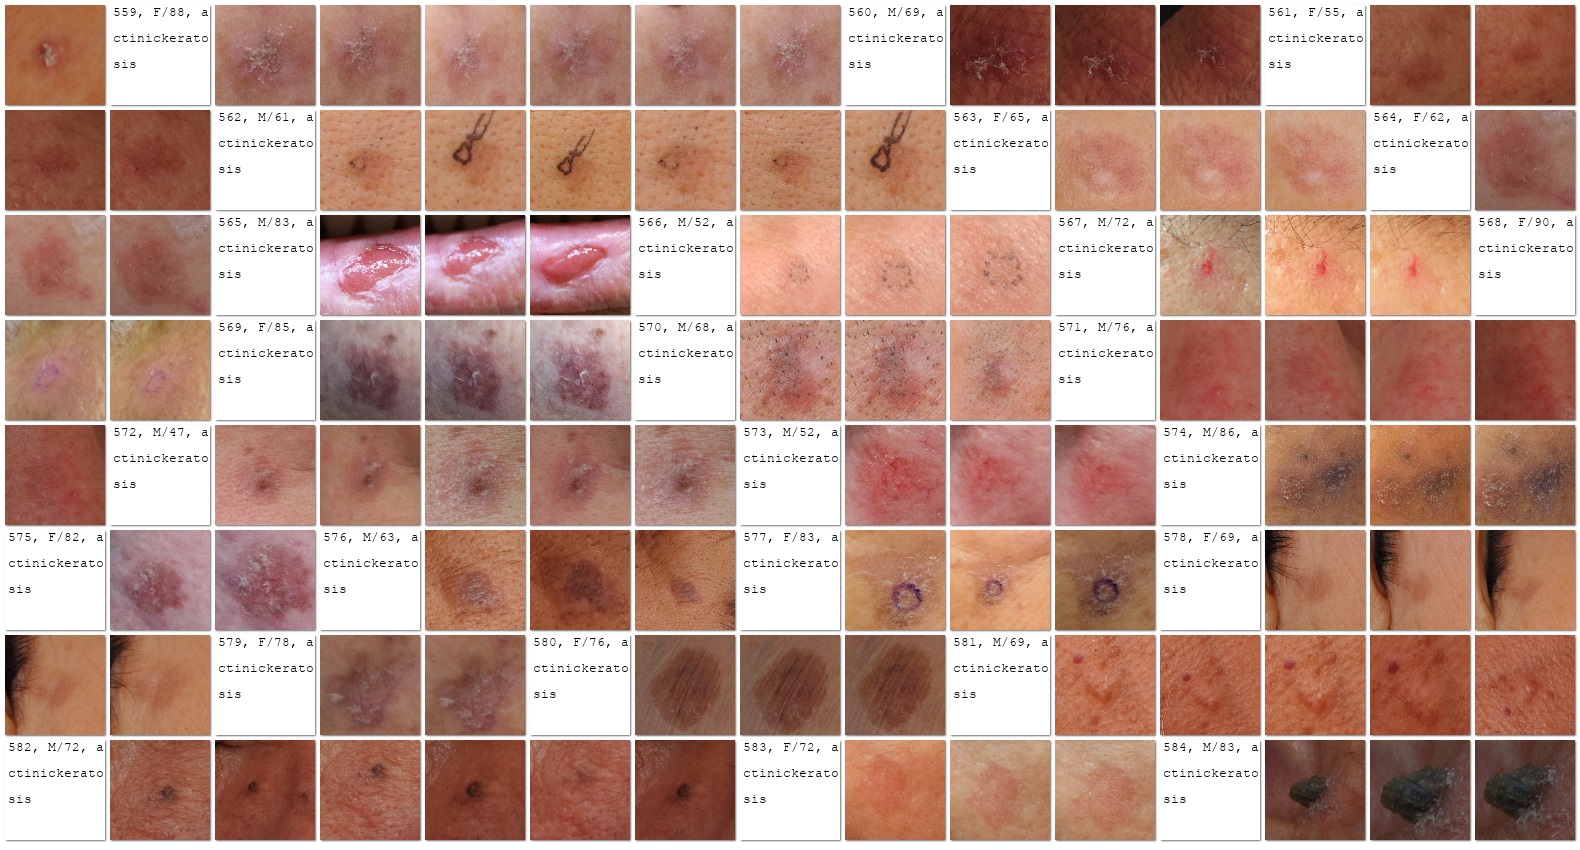 559, F/88, a
ctinickerato
sis
560, M/69, a
ctinickerato
sis
561, F/55, a
ctinickerato
sis
562, M/61, a
ctinickerato
sis
563, F/65, a
ctinickerato
sis
564, F/62, a
ctinickerato
sis
565, M/83, a
ctinickerato
sis
566, M/52, a
ctinickerato
sis
567, M/72, a
ctinickerato
sis
568, F/90, a
ctinickerato
sis
569, F/85, a
ctinickerato
sis
570, M/68, a
ctinickerato
sis
571, M/76, a
ctinickerato
sis
572, M/47, a
ctinickerato
sis
573, M/52, a
ctinickerato
sis
574, M/86, a
ctinickerato
sis
575, F/82, a
ctinickerato
sis
576, M/63, a
ctinickerato
sis
577, F/83, a
ctinickerato
sis
578, F/69, a
ctinickerato
sis
579, F/78, a
ctinickerato
sis
580, F/76, a
ctinickerato
sis
581, M/69, a
ctinickerato
sis
582, M/72, a
ctinickerato
sis
583, F/72, a
ctinickerato
sis
584, M/83, a
ctinickerato
sis